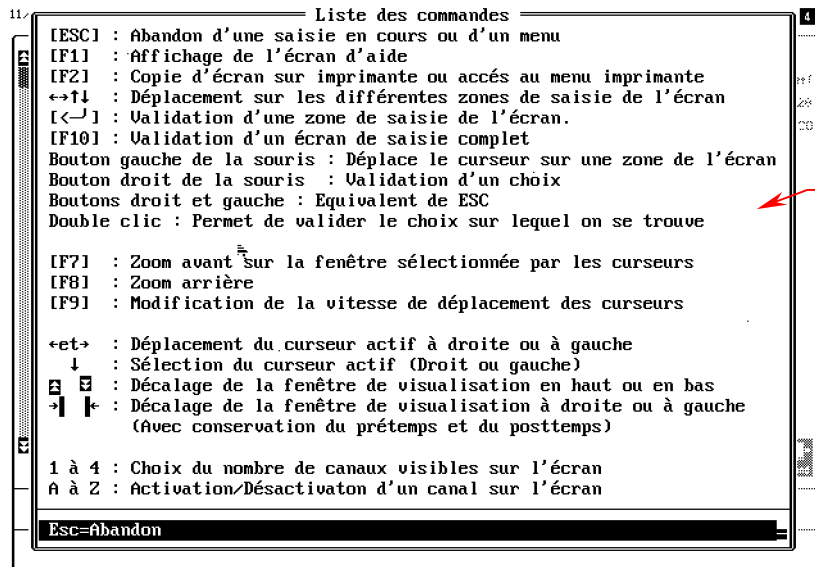 11/
Liste des commandes
4
[ESC] : Abandon d'une saisie en cours ou d'un menu
[F1] : Affichage de l'écran d'aide
[F2] : Copie d'écran sur imprimante ou accés au menu imprimante
←→↑↓ : Déplacement sur les différentes zones de saisie de l'écran
[<─┘] : Validation d'une zone de saisie de l'écran.
[F10] : Validation d'un écran de saisie complet
Bouton gauche de la souris : Déplace le curseur sur une zone de l'écran
Bouton droit de la souris : Validation d'un choix
Boutons droit et gauche : Equivalent de ESC
Double clic : Permet de valider le choix sur lequel on se trouve
[F7] : Zoom avant sur la fenêtre sélectionnée par les curseurs
[F8] : Zoom arrière
[F9] : Modification de la vitesse de déplacement des curseurs
←et→ : Déplacement du curseur actif à droite ou à gauche
↓ : Sélection du curseur actif (Droit ou gauche)
: Décalage de la fenêtre de visualisation en haut ou en bas
→▌ ▐← : Décalage de la fenêtre de visualisation à droite ou à gauche
(Avec conservation du prétemps et du posttemps)
1 à 4 : Choix du nombre de canaux visibles sur l'écran
A à Z : Activation/Désactivaton d'un canal sur l'écran
Esc=Abandon